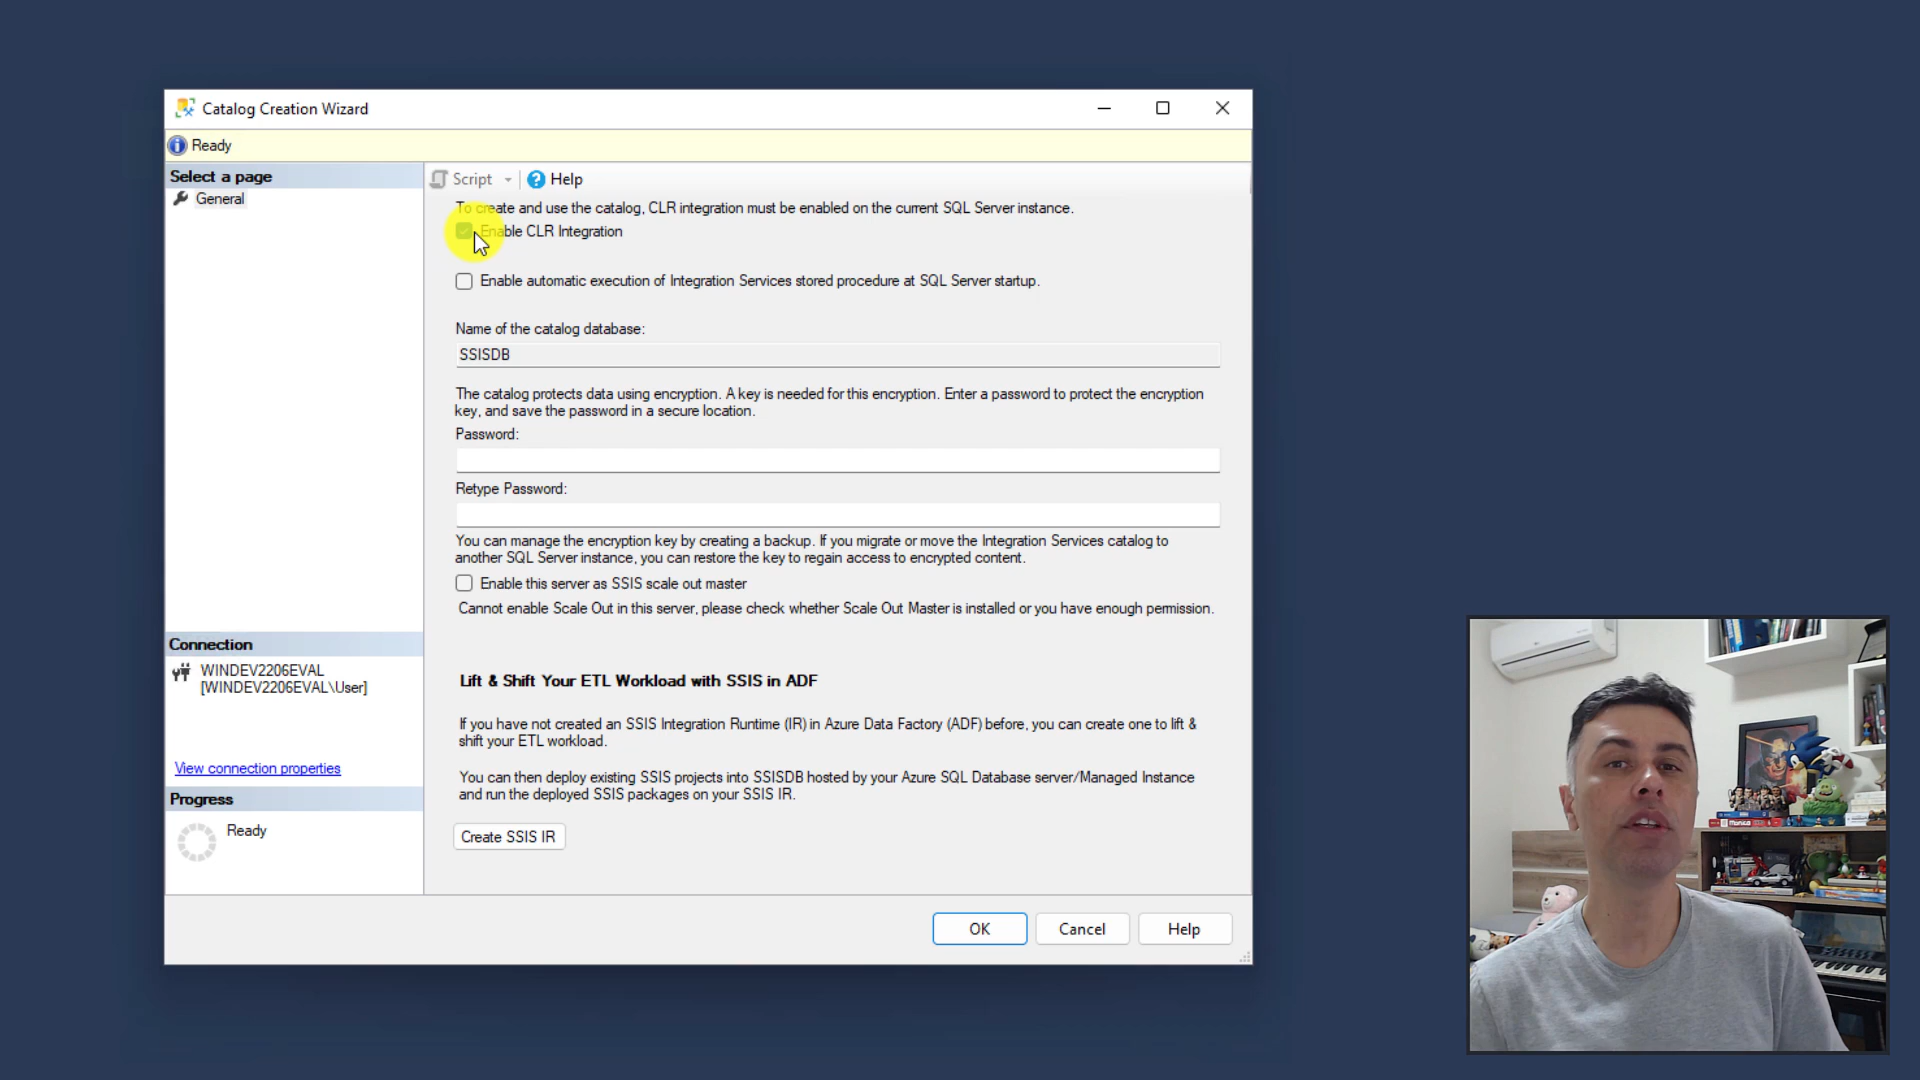 Catalog Creation Wizard
Ready
Select a page
General
Script
Help
To create and use the catalog, CLR integration must be enabled on the current SQL Server instance.
Enable CLR Integration
Enable automatic execution of Integration Services stored procedure at SQL Server startup.
Name of the catalog database:
SSISDB
The catalog protects data using encryption. A key is needed for this encryption. Enter a password to protect the encryption
key, and save the password in a secure location.
Password:
Retype Password:
You can manage the encryption key by creating a backup. If you migrate or move the Integration Services catalog to
another SQL Server instance, you can restore the key to regain access to encrypted content.
Enable this server as SSIS scale out master
Cannot enable Scale Out in this server, please check whether Scale Out Master is installed or you have enough permission.
Connection
WINDEV2206EVAL
[WINDEV2206EVAL\User]
View connection properties
Progress
Ready
Lift & Shift Your ETL Workload with SSIS in ADF
If you have not created an SSIS Integration Runtime (IR) in Azure Data Factory (ADF) before, you can create one to lift &
shift your ETL workload.
You can then deploy existing SSIS projects into SSISDB hosted by your Azure SQL Database server/Managed Instance
and run the deployed SSIS packages on your SSIS IR.
Create SSIS IR
OK
Cancel
Help